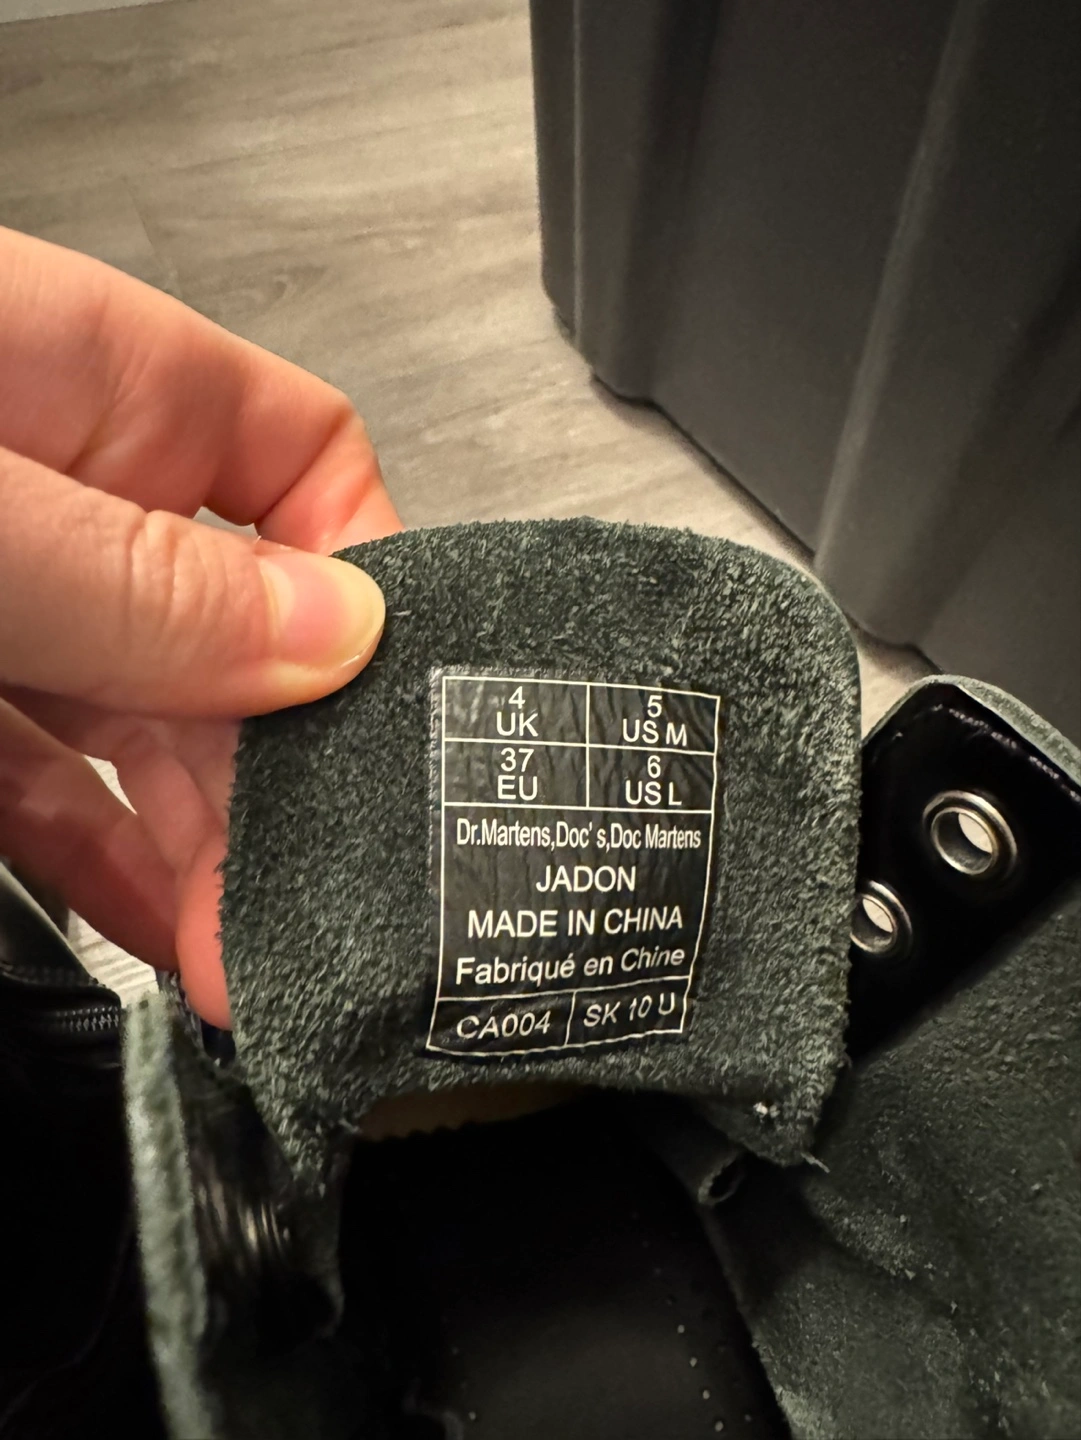 4 5
UK US M
37 6
EU US L
Dr.Martens,Doc's,Doc Martens
JADON
MADE IN CHINA
Fabriqué en Chine
CA004 SK 10 U